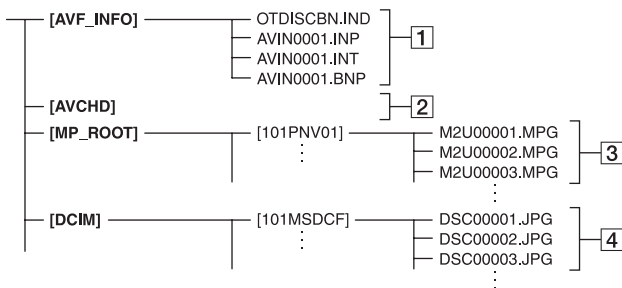 [AVF_INFO] OTDISCBN.IND
AVIN0001.INP 1
AVIN0001.INT
AVIN0001.BNP
[AVCHD] 2
[MP_ROOT] [101PNV01] M2U00001.MPG
M2U00002.MPG 3
M2U00003.MPG
[DCIM] [101MSDCF] DSC00001.JPG
DSC00002.JPG 4
DSC00003.JPG